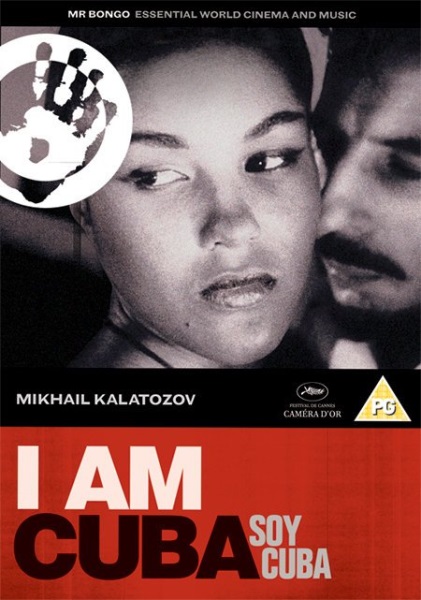 MR BONGO ESSENTIAL WORLD CINEMA AND MUSIC
MIKHAIL KALATOZOV
FESTIVAL DE CANNES
CAMÉRA D'OR
PG
I AM
CUBA
SOY
CUBA